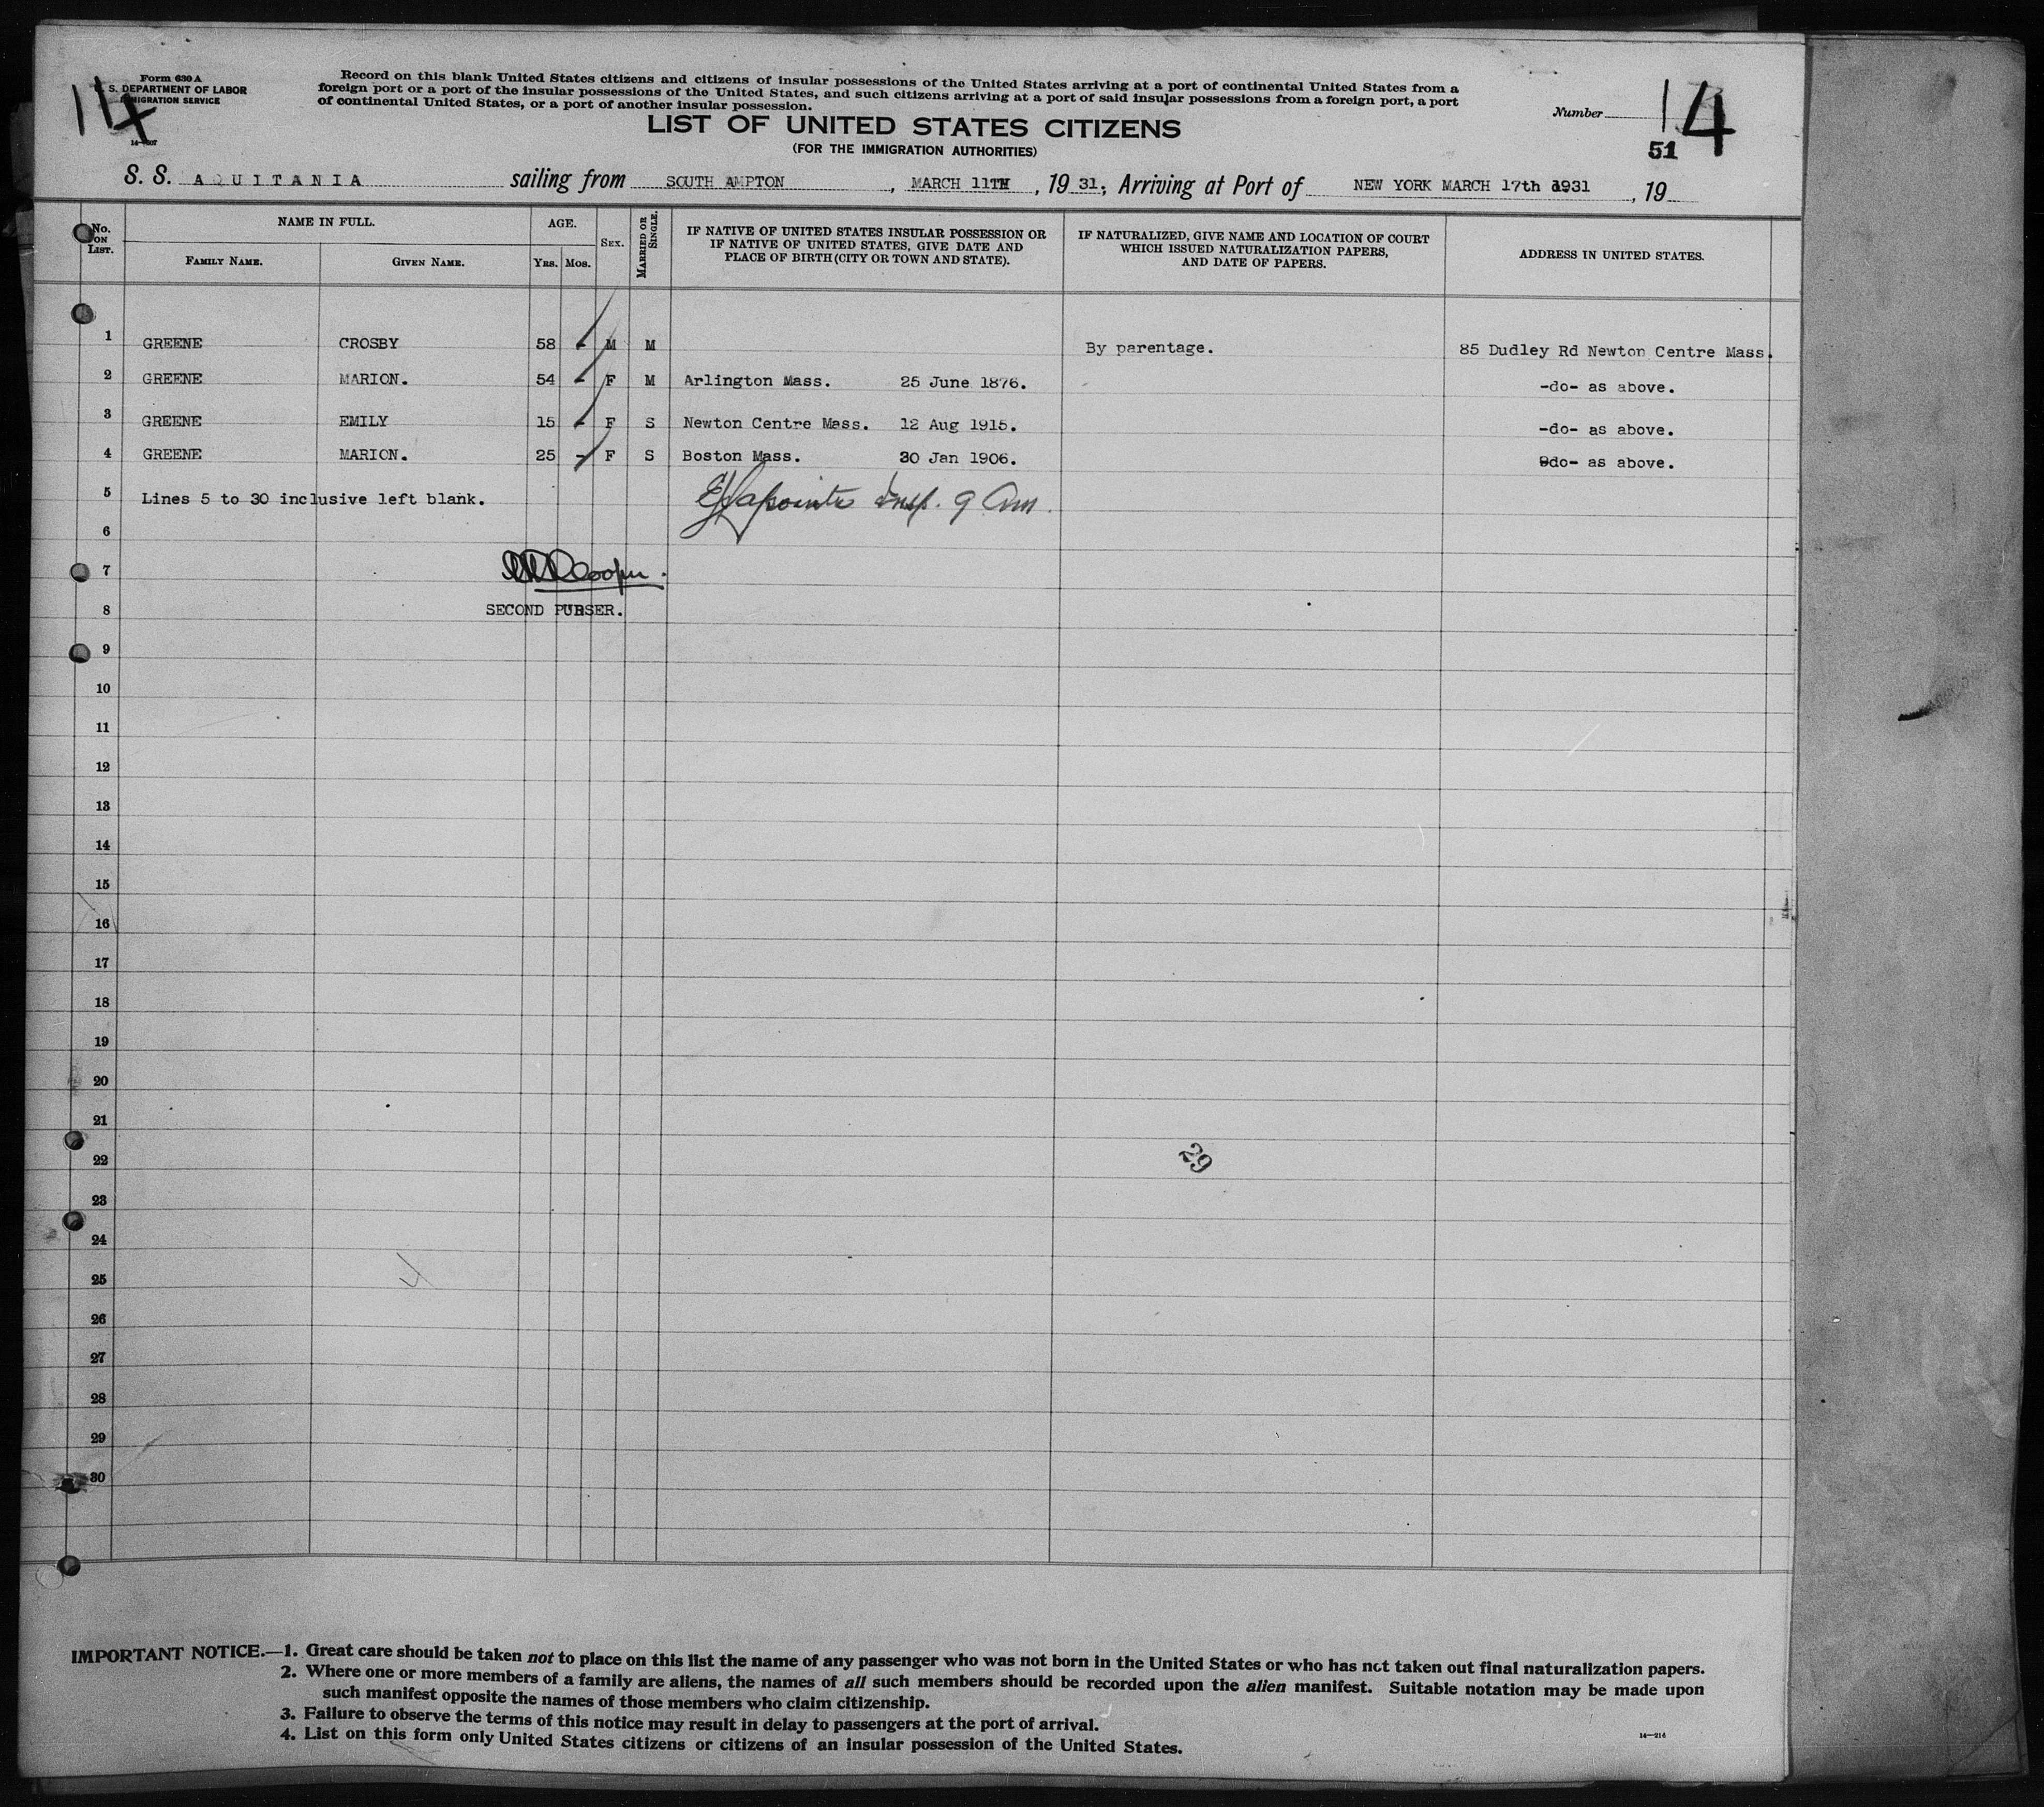 Form 630 A
S. DEPARTMENT OF LABOR
IMMIGRATION SERVICE
114
Record on this blank United States citizens and citizens of insular possessions of the United States arriving at a port of continental United States from a
foreign port or a port of the insular possessions of the United States, and such citizens arriving at a port of said insular possessions from a foreign port, a port
of continental United States, or a port of another insular possession.
LIST OF UNITED STATES CITIZENS
(FOR THE IMMIGRATION AUTHORITIES)
Number 14
51
S. S. AQUITANIA sailing from SOUTH AMPTON, MARCH 11TH, 19 31; Arriving at Port of NEW YORK MARCH 17th 1931, 19
No. ON LIST. NAME IN FULL. AGE. SEX. MARRIED OR SINGLE. IF NATIVE OF UNITED STATES INSULAR POSSESSION OR IF NATIVE OF UNITED STATES, GIVE DATE AND PLACE OF BIRTH (CITY OR TOWN AND STATE). IF NATURALIZED, GIVE NAME AND LOCATION OF COURT WHICH ISSUED NATURALIZATION PAPERS, AND DATE OF PAPERS. ADDRESS IN UNITED STATES.
FAMILY NAME. GIVEN NAME. YRS. MOS.
1 GREENE CROSBY 58 - M M By parentage. 85 Dudley Rd Newton Centre Mass.
2 GREENE MARION. 54 - F M Arlington Mass. 25 June 1876. -do- as above.
3 GREENE EMILY 15 - F S Newton Centre Mass. 12 Aug 1915. -do- as above.
4 GREENE MARION. 25 - F S Boston Mass. 30 Jan 1906. -do- as above.
5 Lines 5 to 30 inclusive left blank. Lapointe Insp. 9 Am.
6
7 Cooper.
8 SECOND PURSER.
9
10
11
12
13
14
15
16
17
18
19
20
21
22
29
23
24
25
26
27
28
29
30
IMPORTANT NOTICE.—1. Great care should be taken not to place on this list the name of any passenger who was not born in the United States or who has not taken out final naturalization papers.
2. Where one or more members of a family are aliens, the names of all such members should be recorded upon the alien manifest. Suitable notation may be made upon
such manifest opposite the names of those members who claim citizenship.
3. Failure to observe the terms of this notice may result in delay to passengers at the port of arrival.
4. List on this form only United States citizens or citizens of an insular possession of the United States.
14—216